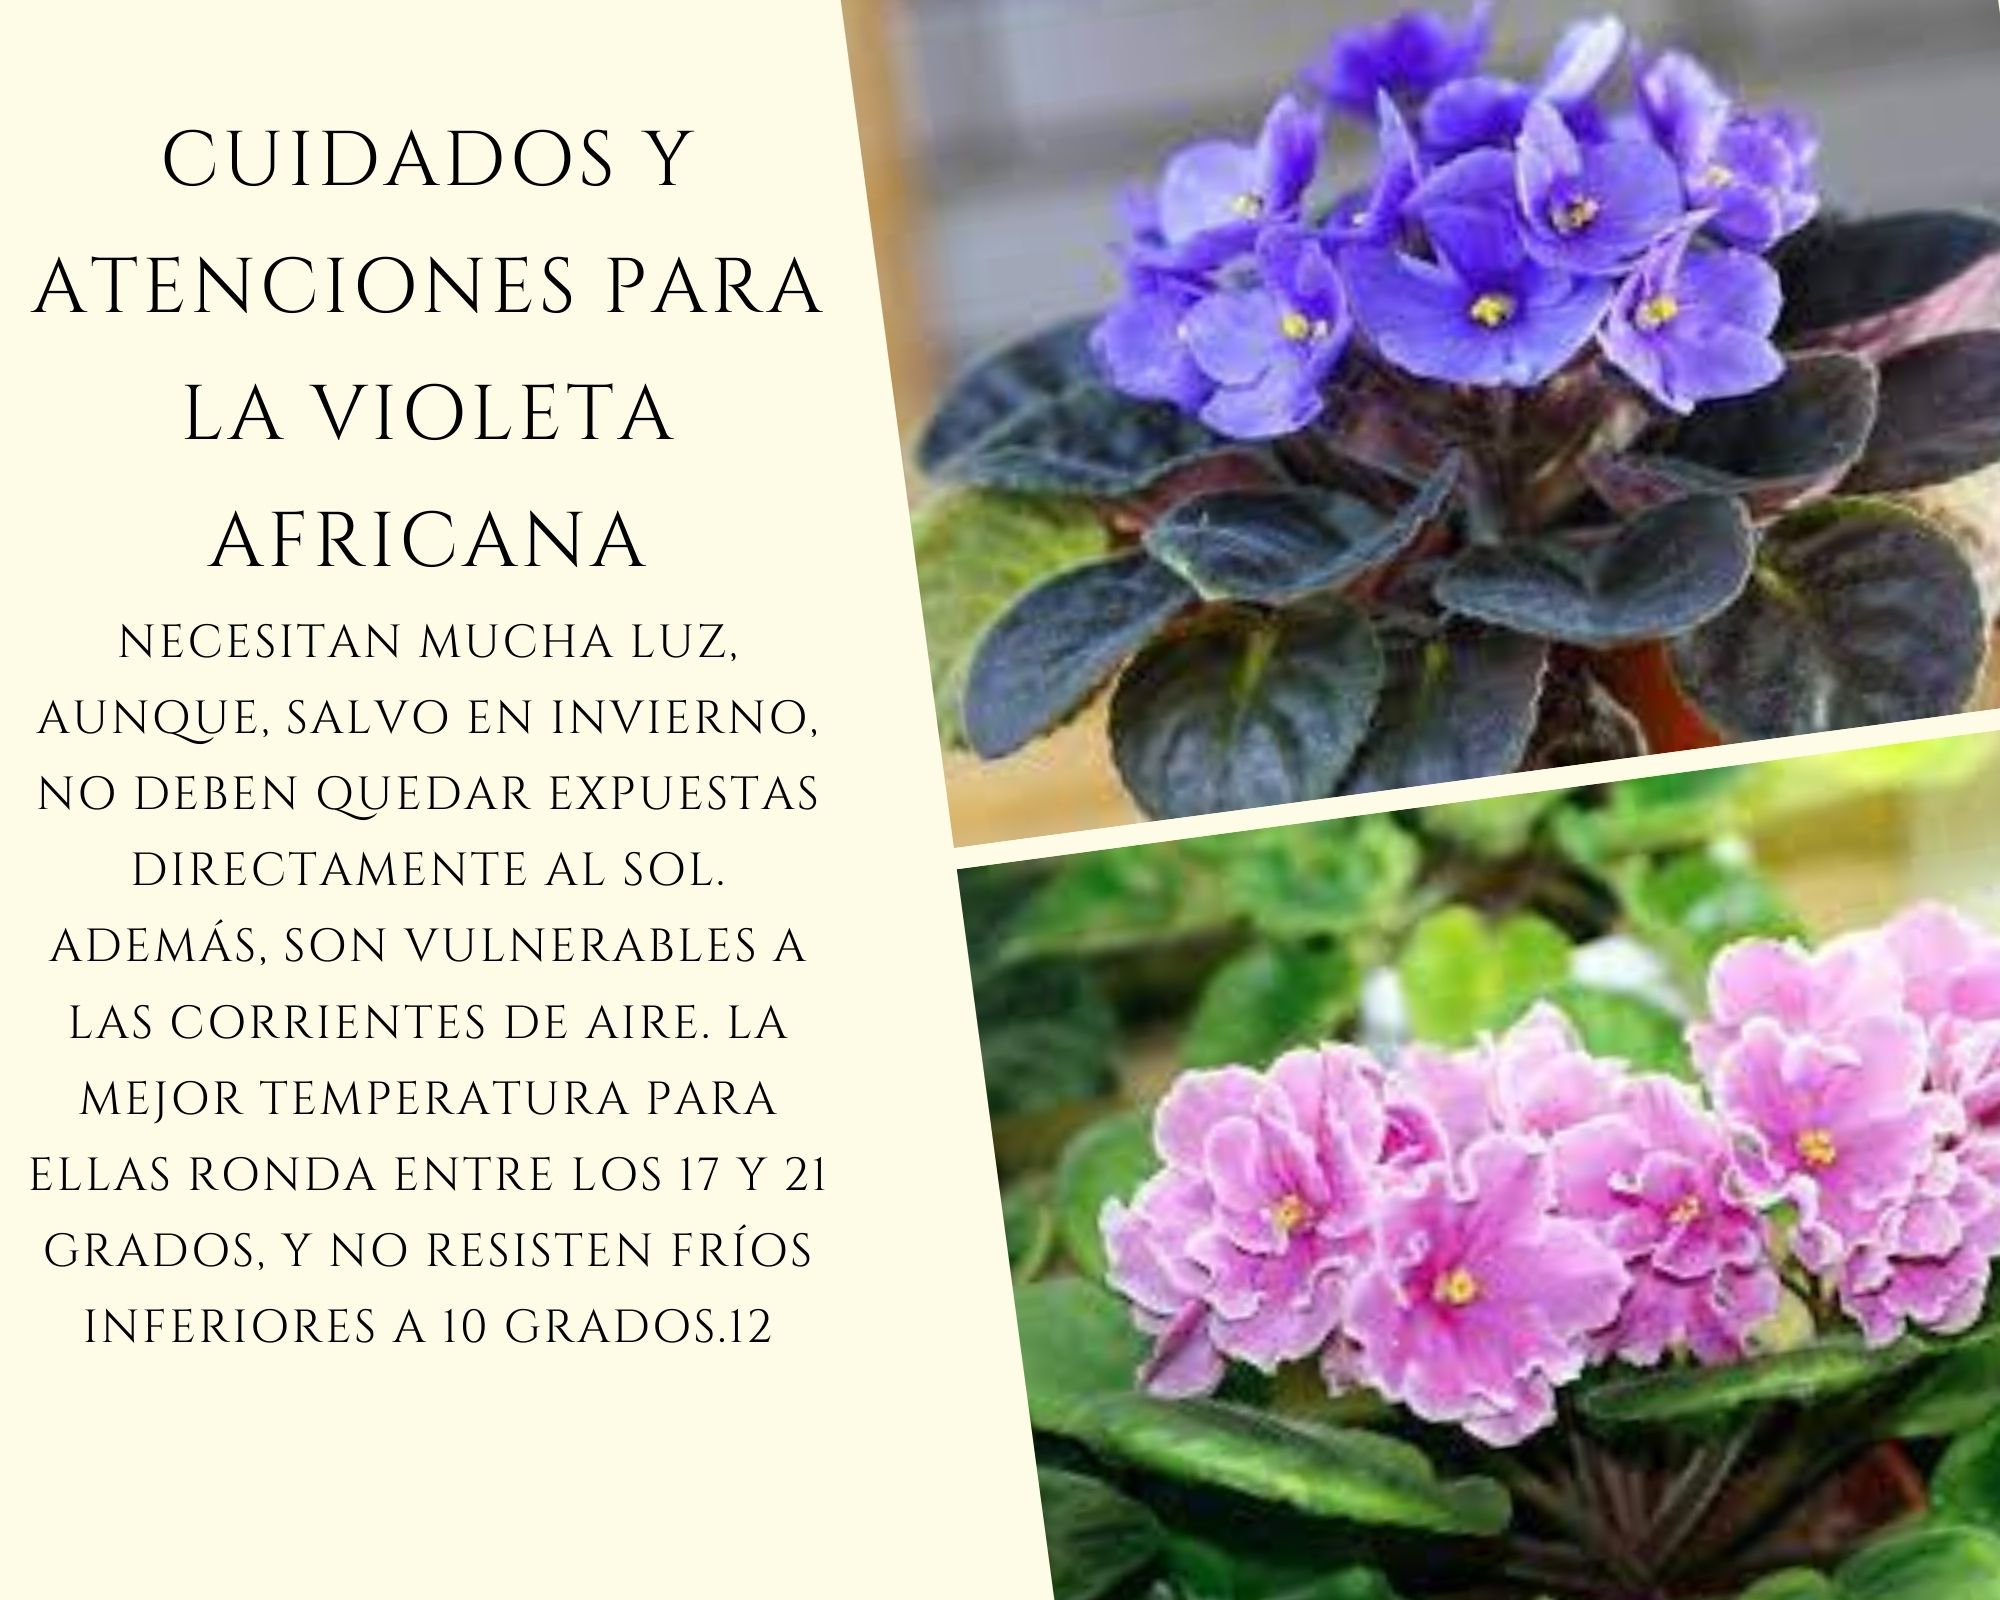 CUIDADOS Y
ATENCIONES PARA
LA VIOLETA
AFRICANA
NECESITAN MUCHA LUZ,
AUNQUE, SALVO EN INVIERNO,
NO DEBEN QUEDAR EXPUESTAS
DIRECTAMENTE AL SOL.
ADEMÁS, SON VULNERABLES A
LAS CORRIENTES DE AIRE. LA
MEJOR TEMPERATURA PARA
ELLAS RONDA ENTRE LOS 17 Y 21
GRADOS, Y NO RESISTEN FRÍOS
INFERIORES A 10 GRADOS.12